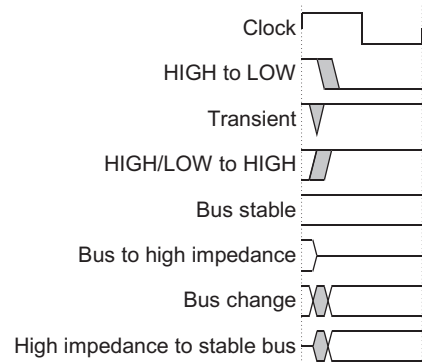 Clock
HIGH to LOW
Transient
HIGH/LOW to HIGH
Bus stable
Bus to high impedance
Bus change
High impedance to stable bus